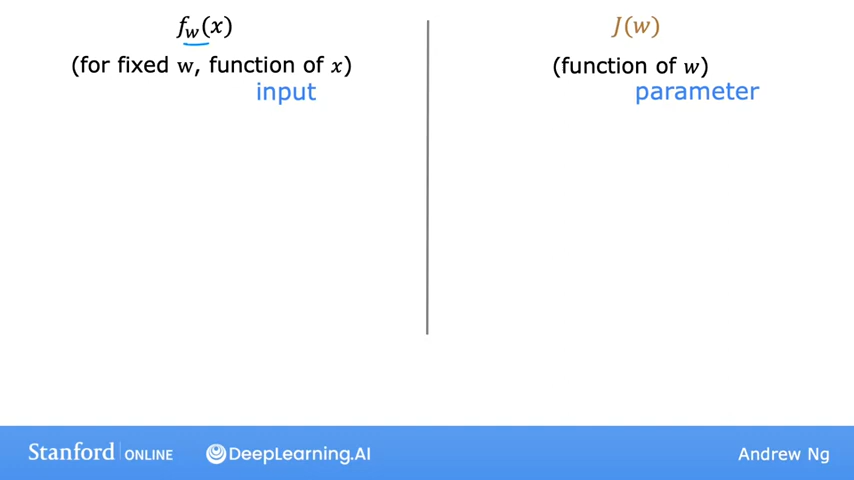 f_w(x)
(for fixed w, function of x)
input
J(w)
(function of w)
parameter
Stanford ONLINE DeepLearning.AI Andrew Ng